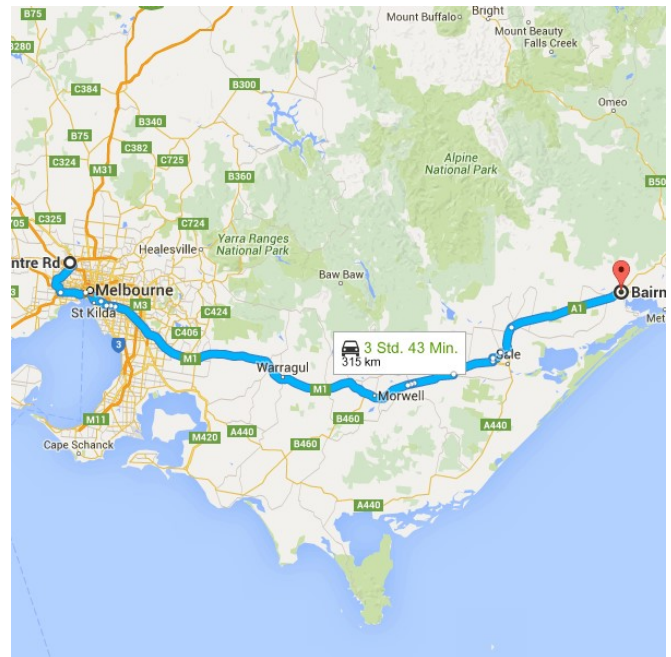 B75
B280
Mount Buffalo
Bright
Mount Beauty
Falls Creek
C384
B300
B75
B340
Omeo
C382
C324
C725
M31
B360
Alpine
National Park
B50
C325
C724
705
Healesville
Yarra Ranges
National Park
ntre Rd
Baw Baw
Melbourne
Bairn
M3
St Kilda
C424
A1
Met
C406
3
3 Std. 43 Min.
315 km
Sale
M1
Warragul
M1
Morwell
M11
B460
A440
M420
A440
B460
Cape Schanck
A440